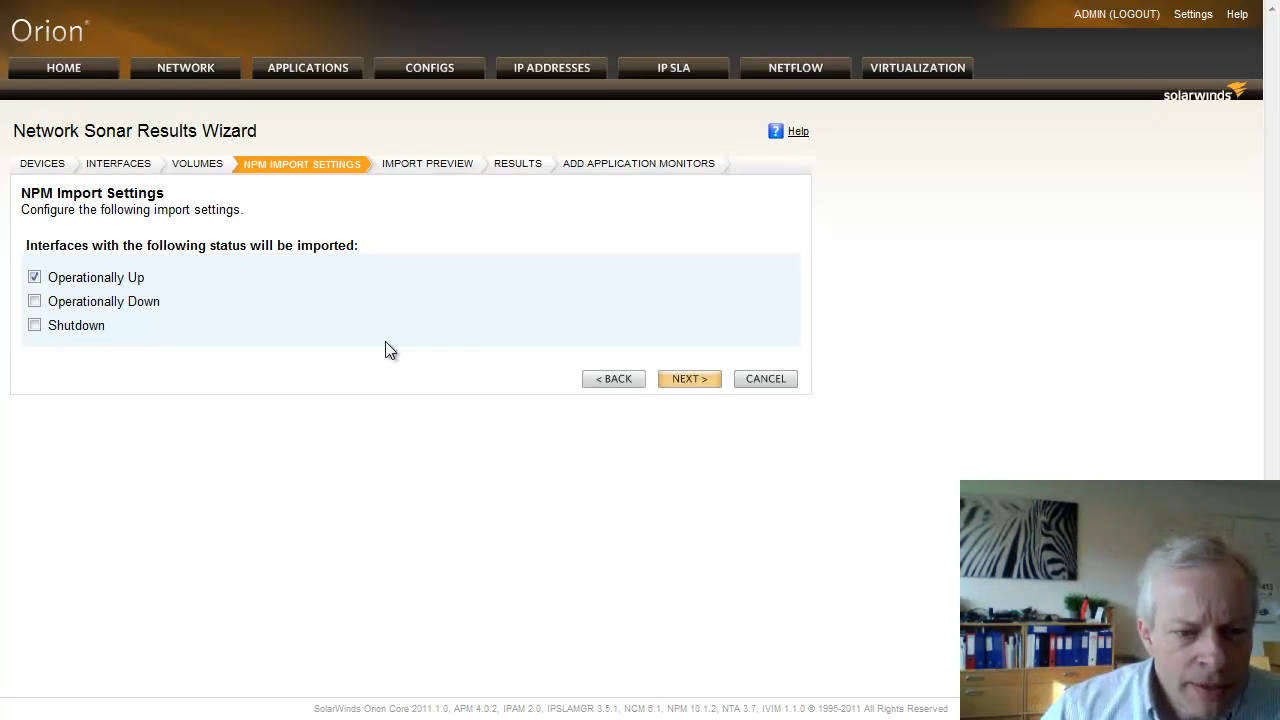 Orion
ADMIN (LOGOUT) Settings Help
HOME NETWORK APPLICATIONS CONFIGS IP ADDRESSES IP SLA NETFLOW VIRTUALIZATION
solarwinds
Network Sonar Results Wizard
? Help
DEVICES INTERFACES VOLUMES NPM IMPORT SETTINGS IMPORT PREVIEW RESULTS ADD APPLICATION MONITORS
NPM Import Settings
Configure the following import settings.
Interfaces with the following status will be imported:
Operationally Up
Operationally Down
Shutdown
< BACK NEXT > CANCEL
SolarWinds Orion Core 2011.1.0, APM 4.0.2, IPAM 2.0, IPSLAMGR 3.5.1, NCM 6.1, NPM 10.1.2, NTA 3.7, IVIM 1.1.0 © 1995-2011 All Rights Reserved